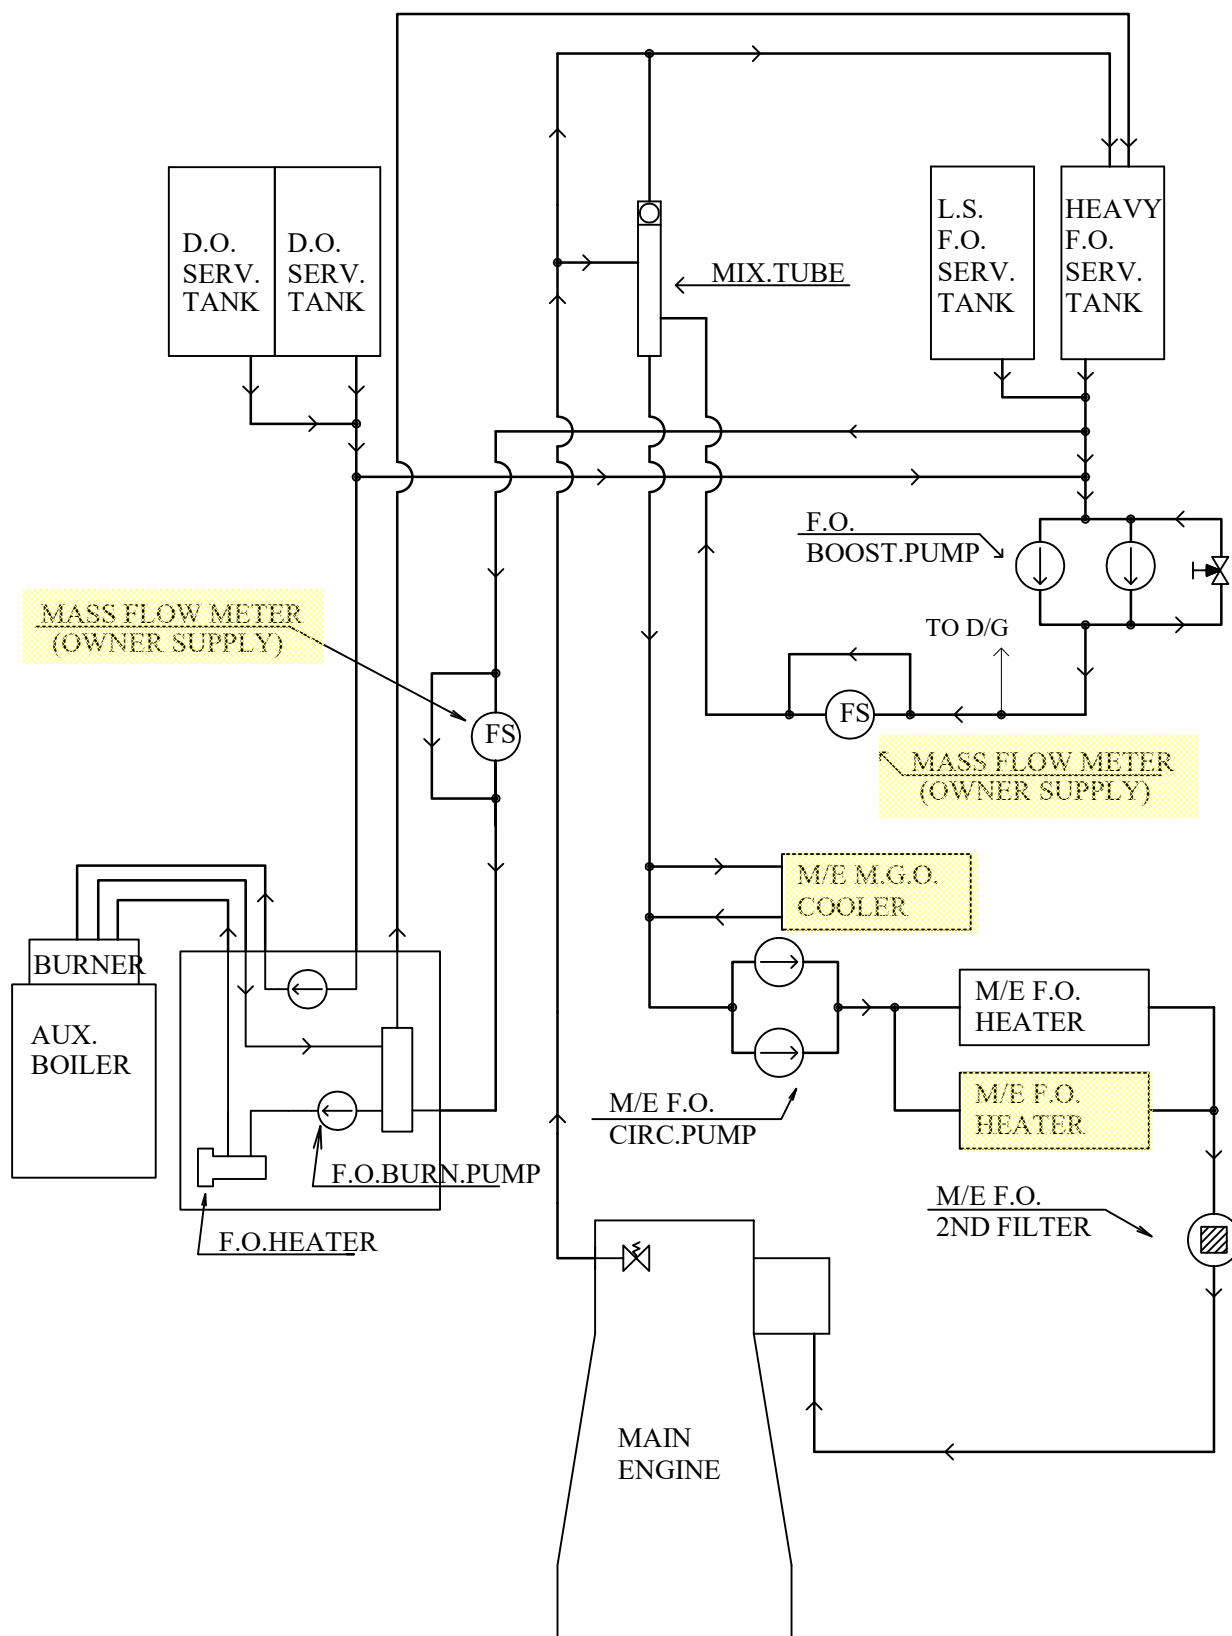 D.O.
SERV.
TANK
D.O.
SERV.
TANK
L.S.
F.O.
SERV.
TANK
HEAVY
F.O.
SERV.
TANK
MIX.TUBE
F.O.
BOOST.PUMP
MASS FLOW METER
(OWNER SUPPLY)
TO D/G
FS
FS
MASS FLOW METER
(OWNER SUPPLY)
M/E M.G.O.
COOLER
BURNER
AUX.
BOILER
M/E F.O.
HEATER
M/E F.O.
HEATER
M/E F.O.
CIRC.PUMP
F.O.BURN.PUMP
F.O.HEATER
M/E F.O.
2ND FILTER
MAIN
ENGINE